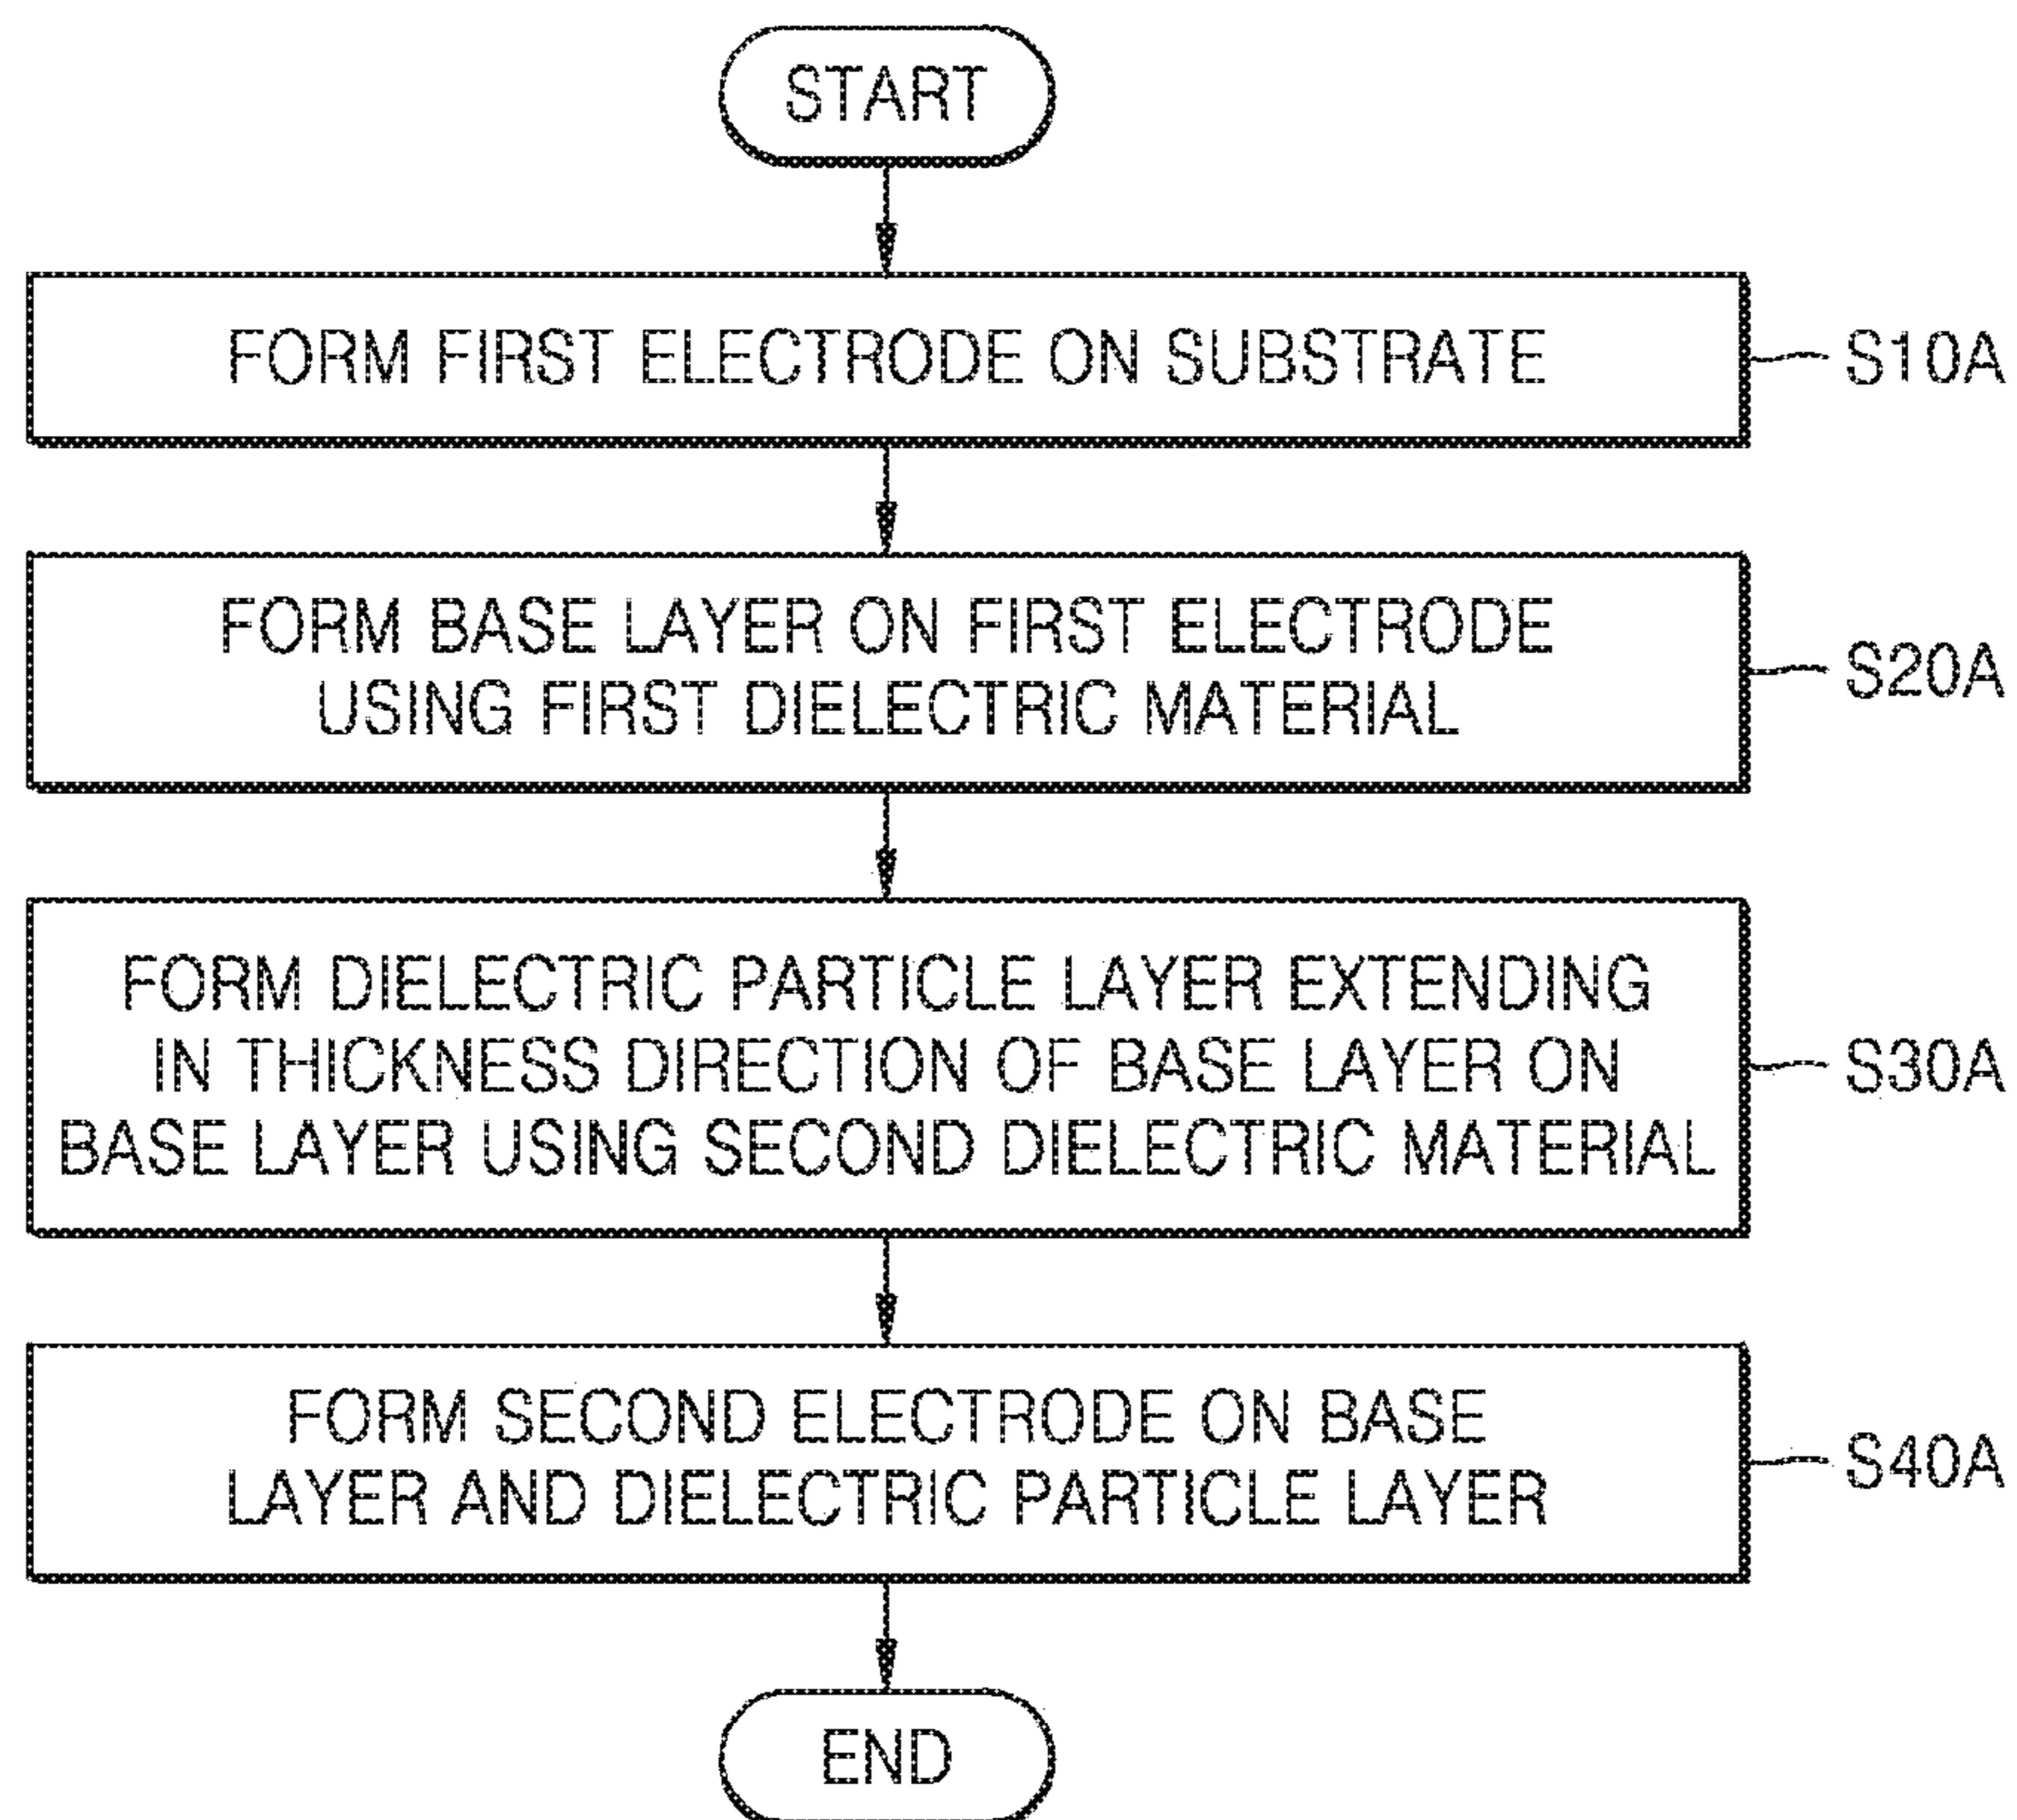 START
FORM FIRST ELECTRODE ON SUBSTRATE
S10A
FORM BASE LAYER ON FIRST ELECTRODE
USING FIRST DIELECTRIC MATERIAL
S20A
FORM DIELECTRIC PARTICLE LAYER EXTENDING
IN THICKNESS DIRECTION OF BASE LAYER ON
BASE LAYER USING SECOND DIELECTRIC MATERIAL
S30A
FORM SECOND ELECTRODE ON BASE
LAYER AND DIELECTRIC PARTICLE LAYER
S40A
END